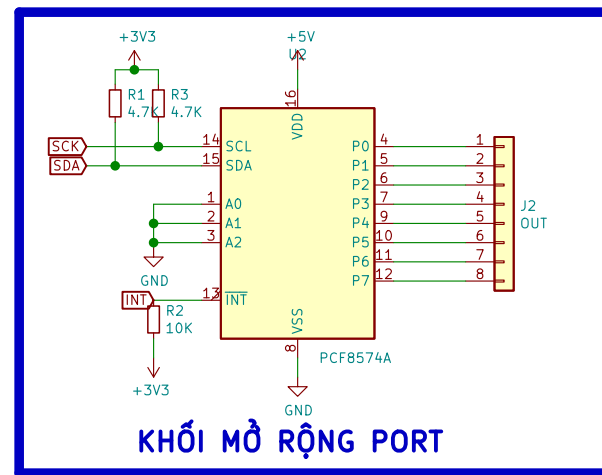 +3V3
+5V
U2
R1
4.7K
R3
4.7K
16
VDD
SCK
14
SCL
SDA
15
SDA
1
A0
2
A1
3
A2
GND
INT
13
INT
R2
10K
+3V3
P0
4
1
P1
5
2
P2
6
3
P3
7
4
P4
9
5
P5
10
6
P6
11
7
P7
12
8
J2
OUT
VSS
8
PCF8574A
GND
KHỐI MỞ RỘNG PORT